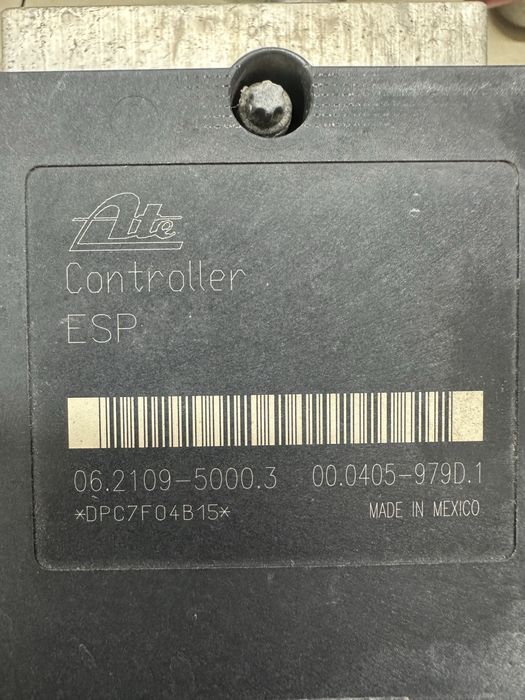 Ate
Controller
ESP
06.2109-5000.3 00.0405-979D.1
*DPC7F04B15* MADE IN MEXICO